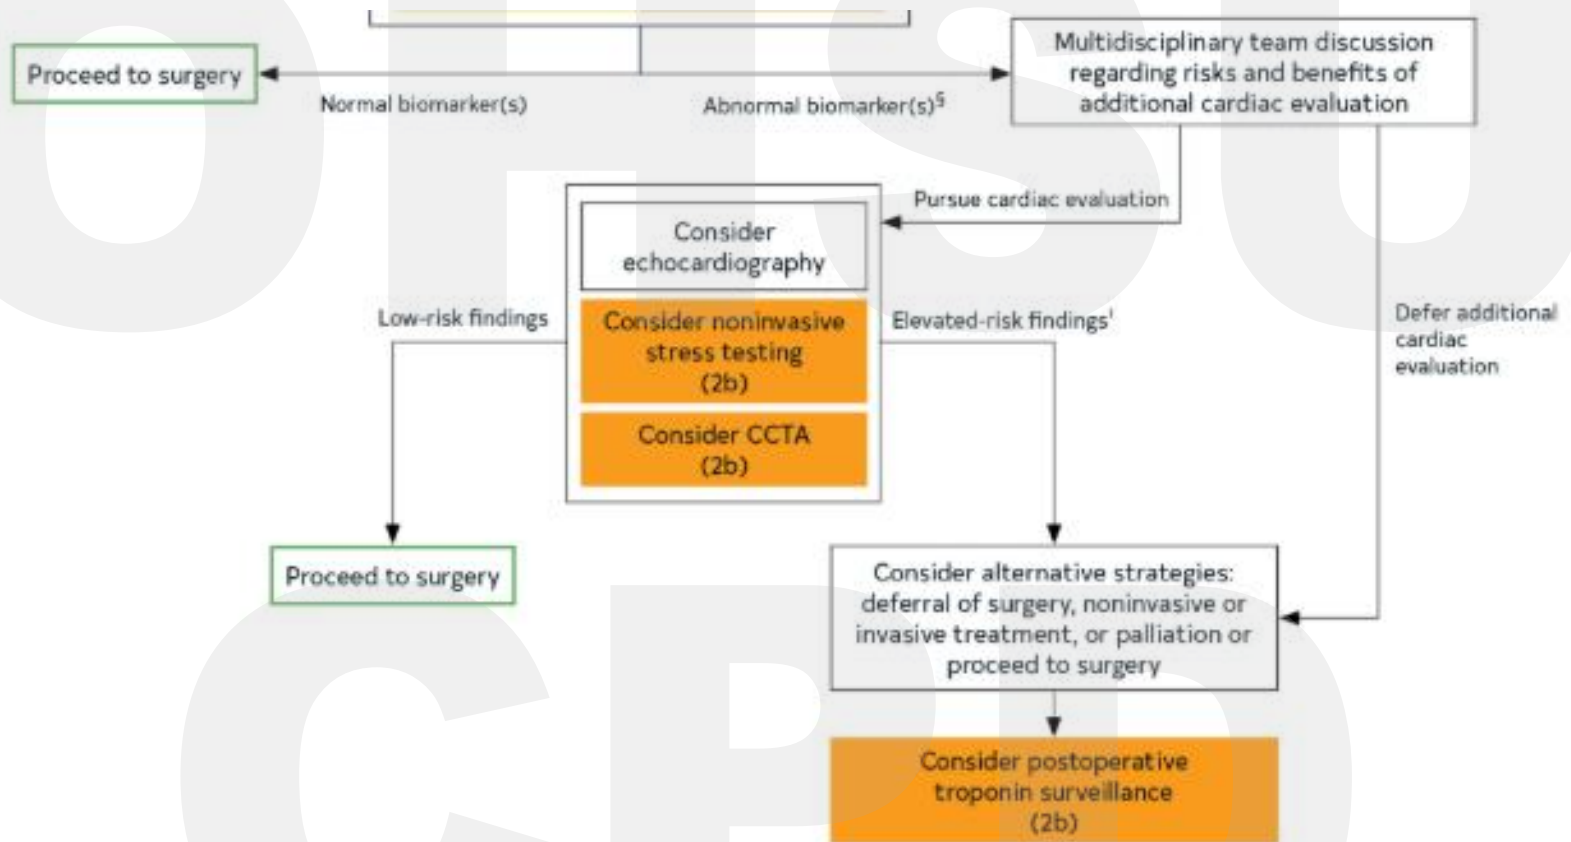 Proceed to surgery
Normal biomarker(s)
Abnormal biomarker(s)§
Multidisciplinary team discussion
regarding risks and benefits of
additional cardiac evaluation
Pursue cardiac evaluation
Consider
echocardiography
Low-risk findings
Consider noninvasive
stress testing
(2b)
Elevated-risk findings¹
Defer additional
cardiac
evaluation
Consider CCTA
(2b)
Proceed to surgery
Consider alternative strategies:
deferral of surgery, noninvasive or
invasive treatment, or palliation or
proceed to surgery
Consider postoperative
troponin surveillance
(2b)
OHSU
CPD